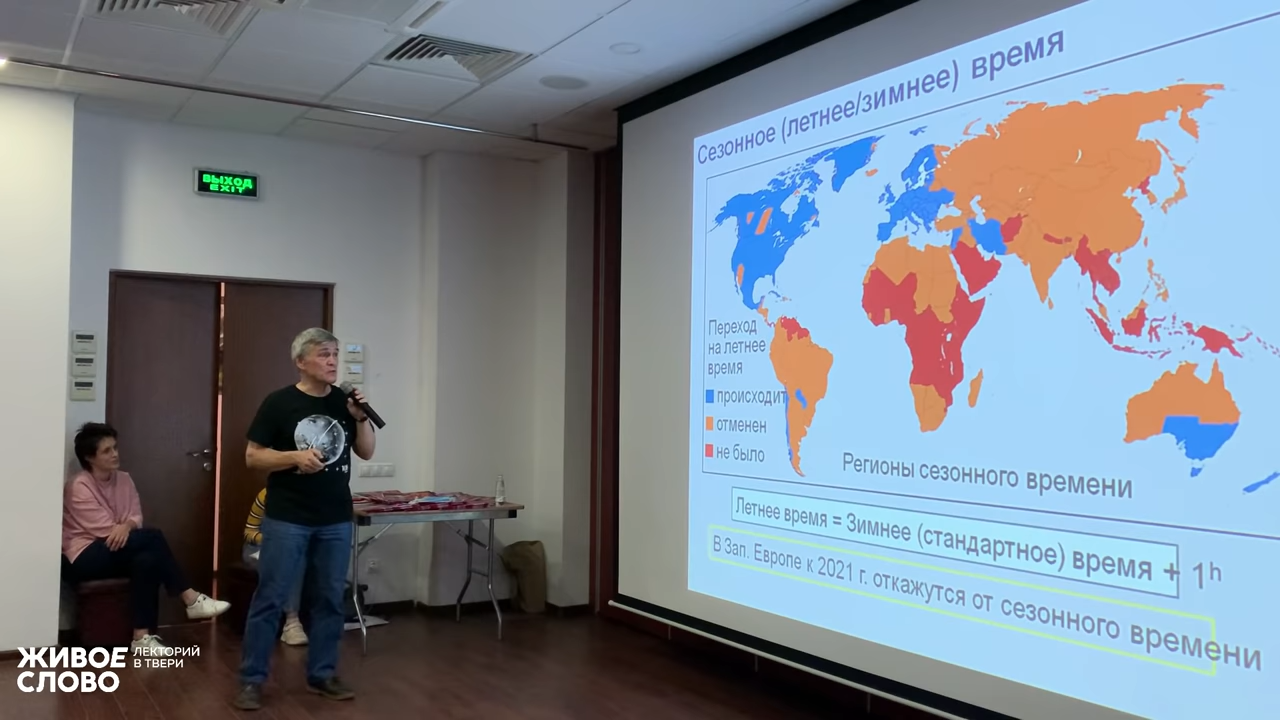 Сезонное (летнее/зимнее) время
Переход
на летнее
время
происходит
отменен
не было
Регионы сезонного времени
Летнее время = Зимнее (стандартное) время + 1h
В Зап. Европе к 2021 г. откажутся от сезонного времени
ВЫХОД
EXIT
ЖИВОЕ
СЛОВО
ЛЕКТОРИЙ
В ТВЕРИ